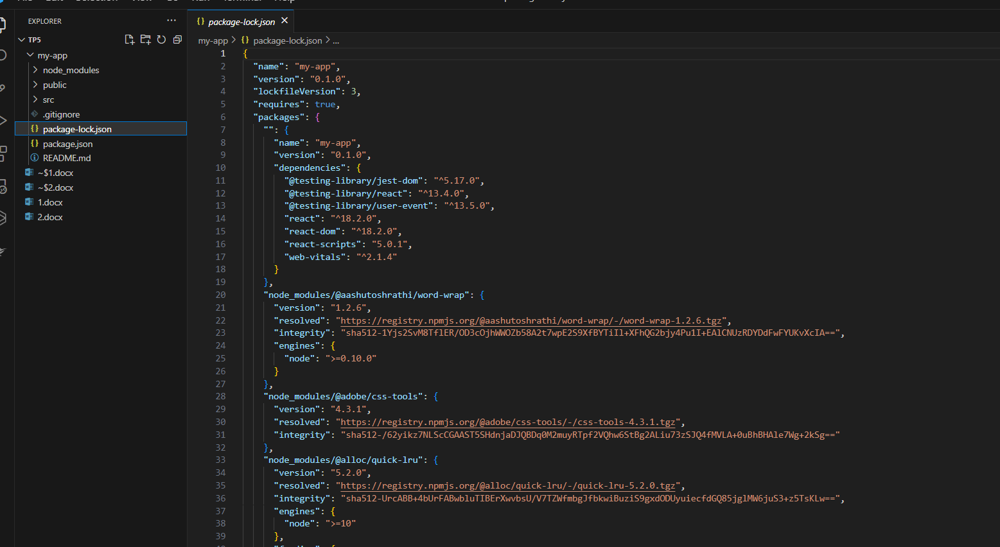 EXPLORER
TP5
my-app
node_modules
public
src
.gitignore
package-lock.json
package.json
README.md
~$1.docx
~$2.docx
1.docx
2.docx
{} package-lock.json ×
my-app > {} package-lock.json > ...
1 {
2 "name": "my-app",
3 "version": "0.1.0",
4 "lockfileVersion": 3,
5 "requires": true,
6 "packages": {
7 "": {
8 "name": "my-app",
9 "version": "0.1.0",
10 "dependencies": {
11 "@testing-library/jest-dom": "^5.17.0",
12 "@testing-library/react": "^13.4.0",
13 "@testing-library/user-event": "^13.5.0",
14 "react": "^18.2.0",
15 "react-dom": "^18.2.0",
16 "react-scripts": "5.0.1",
17 "web-vitals": "^2.1.4"
18 }
19 },
20 "node_modules/@aashutoshrathi/word-wrap": {
21 "version": "1.2.6",
22 "resolved": "https://registry.npmjs.org/@aashutoshrathi/word-wrap/-/word-wrap-1.2.6.tgz",
23 "integrity": "sha512-1Yjs2SvM8TflER/OD3cOjhWWOZb58A2t7wpE2S9XfBYTiIl+XFhQG2bjy4Pu1I+EAlCNUzRDYDdFwFYUKvXcIA==",
24 "engines": {
25 "node": ">=0.10.0"
26 }
27 },
28 "node_modules/@adobe/css-tools": {
29 "version": "4.3.1",
30 "resolved": "https://registry.npmjs.org/@adobe/css-tools/-/css-tools-4.3.1.tgz",
31 "integrity": "sha512-/62yikz7NLScCGAAST5SHdnjaDJQBDq0M2muyRTpf2VQhw6StBg2ALiu73zSJQ4fMVLA+0uBhBHAle7Wg+2kSg=="
32 },
33 "node_modules/@alloc/quick-lru": {
34 "version": "5.2.0",
35 "resolved": "https://registry.npmjs.org/@alloc/quick-lru/-/quick-lru-5.2.0.tgz",
36 "integrity": "sha512-UrcABB+4bUrFABwbluTIBErXwvbsU/V7TZWfmbgJfbkwiBuziS9gxdODUyuiecfdGQ85jglMW6juS3+z5TsKLw==",
37 "engines": {
38 "node": ">=10"
39 },